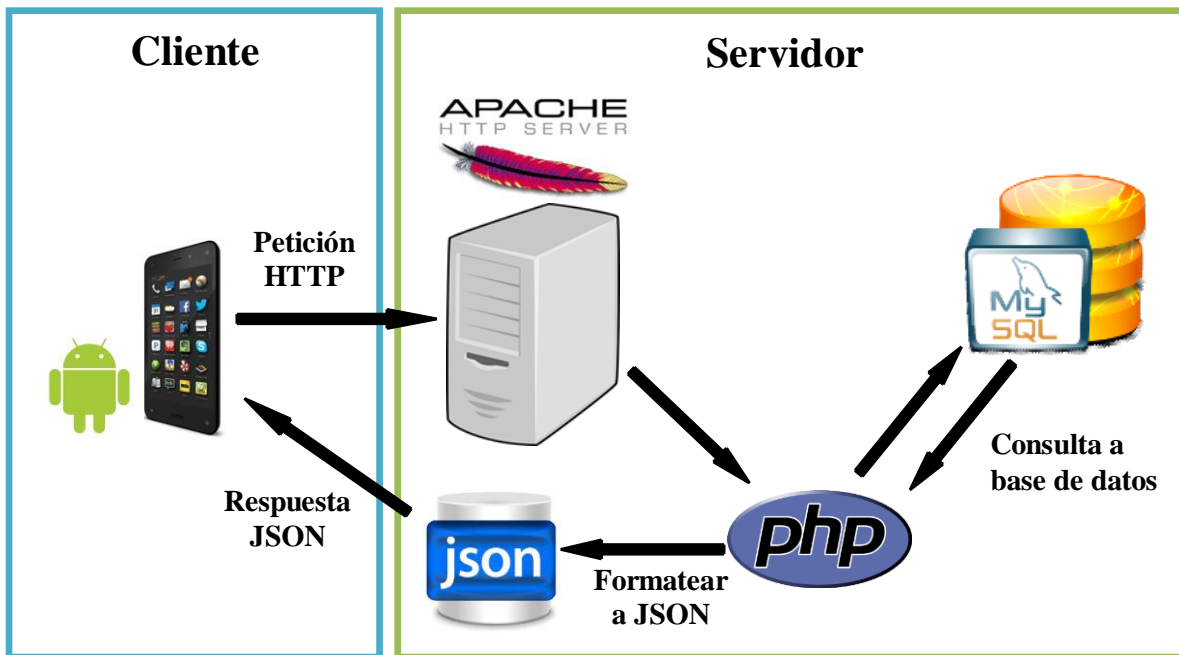 Cliente
Servidor
APACHE
HTTP SERVER
Petición
HTTP
My
SQL
Consulta a
base de datos
Respuesta
JSON
json
php
Formatear
a JSON